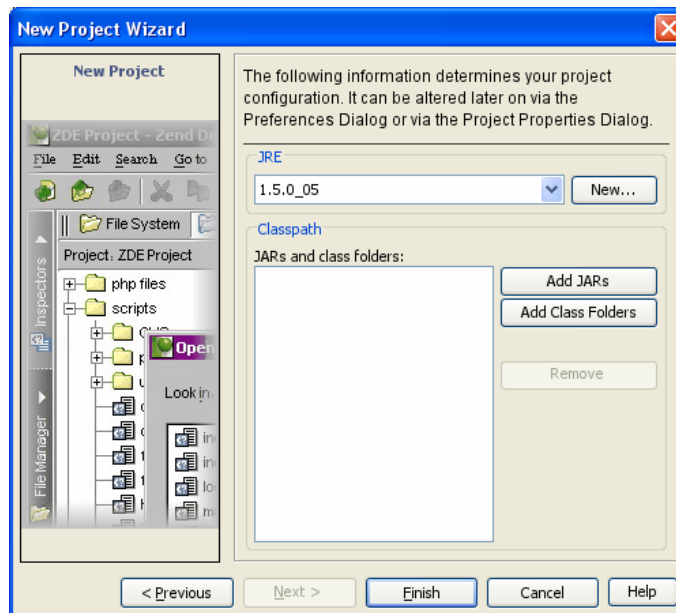 New Project Wizard
New Project
ZDE Project - Zend D
File Edit Search Go to
File System
Project: ZDE Project
Inspectors
File Manager
php files
scripts
Open
Look in:
The following information determines your project
configuration. It can be altered later on via the
Preferences Dialog or via the Project Properties Dialog.
JRE
1.5.0_05
New...
Classpath
JARs and class folders:
Add JARs
Add Class Folders
Remove
< Previous
Next >
Finish
Cancel
Help